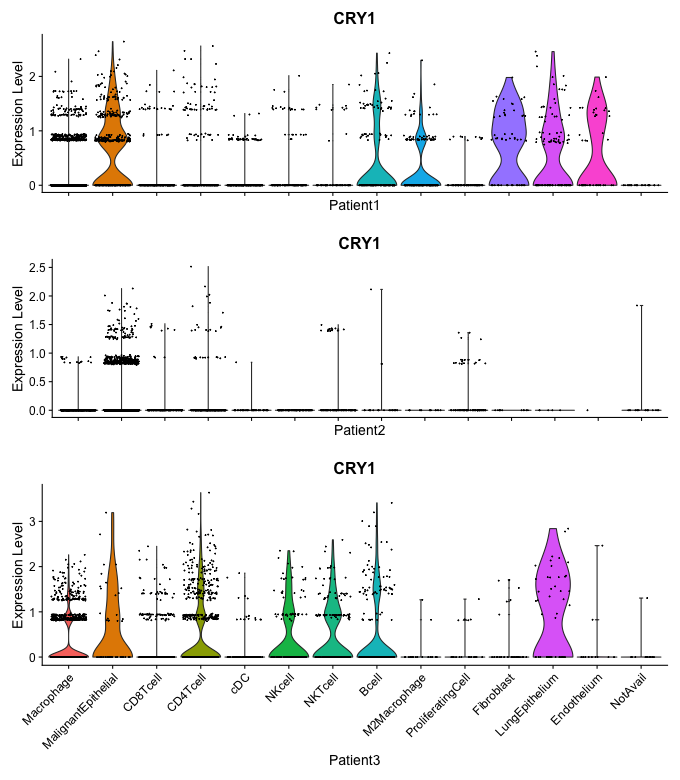 CRY1
Expression Level
2
1
0
Patient1
CRY1
Expression Level
2.5
2.0
1.5
1.0
0.5
0.0
Patient2
CRY1
Expression Level
3
2
1
0
Macrophage
MalignantEpithelial
CD8Tcell
CD4Tcell
cDC
NKcell
NKTcell
Bcell
M2Macrophage
ProliferatingCell
Fibroblast
LungEpithelium
Endothelium
NotAvail
Patient3